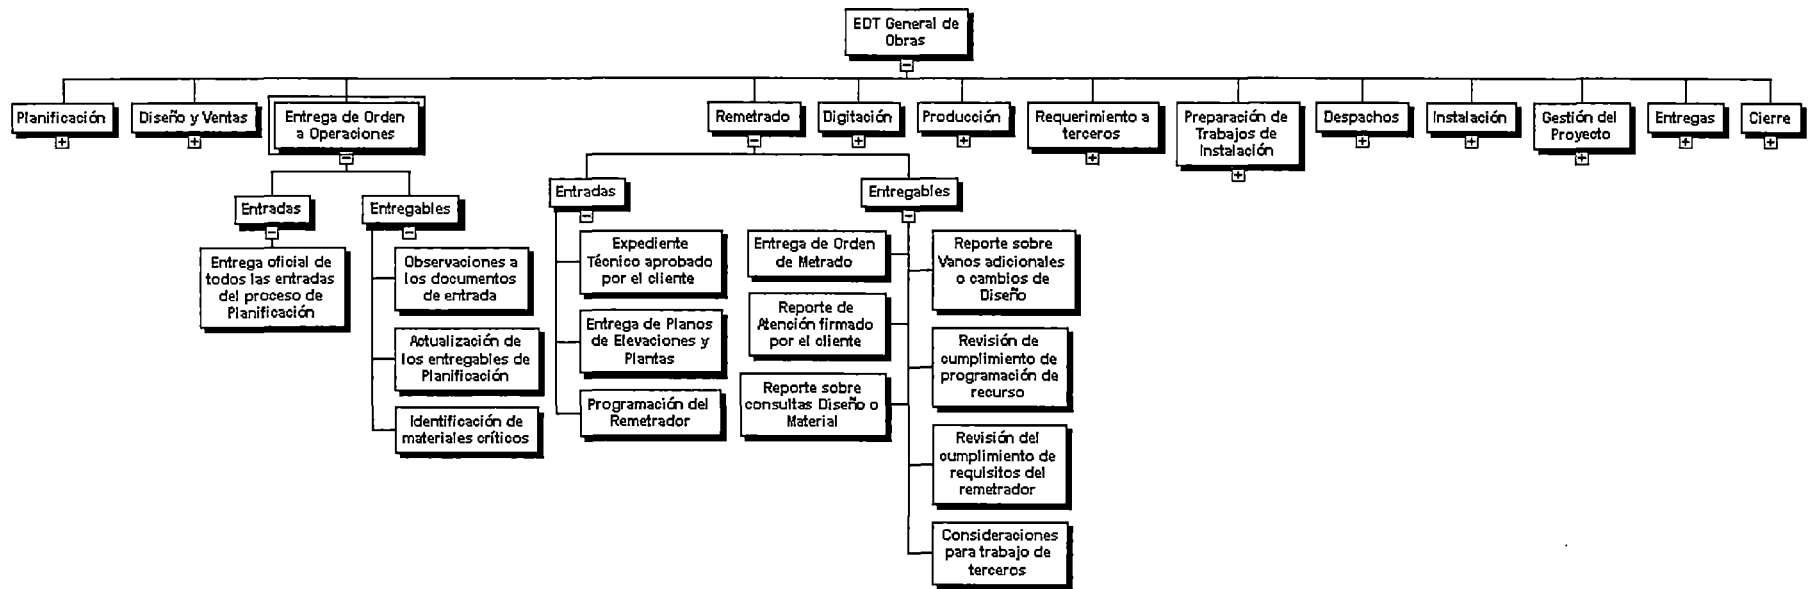 EDT General de
Obras
Planificación
Diseño y Ventas
Entrega de Orden
a Operaciones
Remetrado
Digitación
Producción
Requerimiento a
terceros
Preparación de
Trabajos de
Instalación
Despachos
Instalación
Gestión del
Proyecto
Entregas
Cierre
Entradas
Entrega oficial de
todos las entradas
del proceso de
Planificación
Entregables
Observaciones a
los documentos
de entrada
Actualización de
los entregables de
Planificación
Identificación de
materiales críticos
Entradas
Expediente
Técnico aprobado
por el cliente
Entrega de Planos
de Elevaciones y
Plantas
Programación del
Remetrador
Entregables
Entrega de Orden
de Metrado
Reporte de
Atención firmado
por el cliente
Reporte sobre
consultas Diseño o
Material
Reporte sobre
Vanos adicionales
o cambios de
Diseño
Revisión de
cumplimiento de
programación de
recurso
Revisión del
cumplimiento de
requisitos del
remetrador
Consideraciones
para trabajo de
terceros